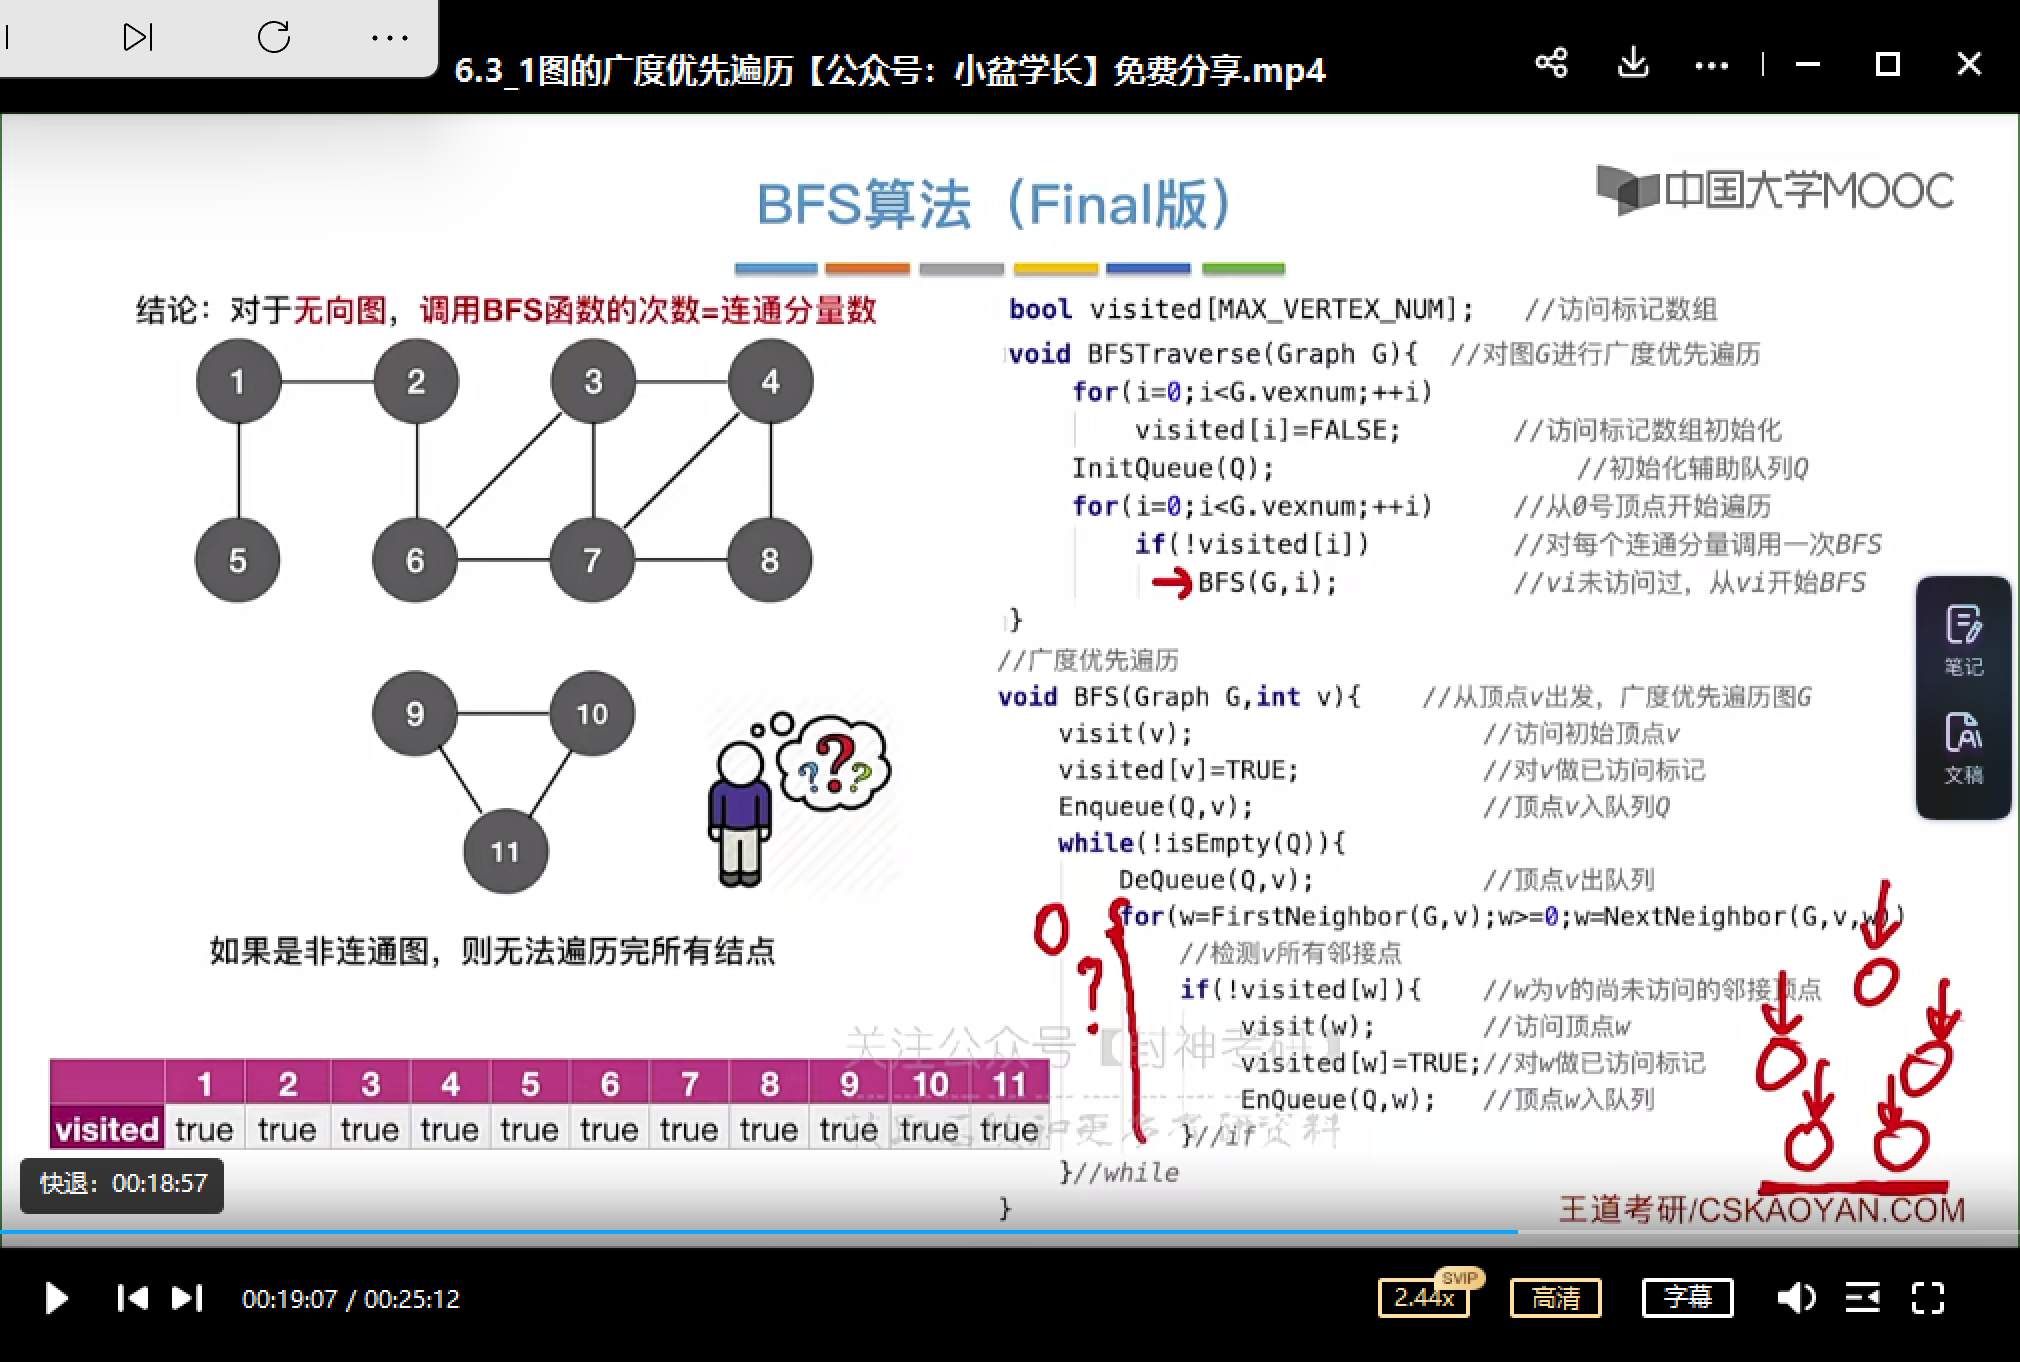 6.3_1图的广度优先遍历【公众号：小盆学长】免费分享.mp4
BFS算法（Final版）
中国大学MOOC
结论：对于无向图，调用BFS函数的次数=连通分量数
1
2
3
4
5
6
7
8
9
10
11
如果是非连通图，则无法遍历完所有结点
1 2 3 4 5 6 7 8 9 10 11
visited true true true true true true true true true true true
bool visited[MAX_VERTEX_NUM]; //访问标记数组
void BFSTraverse(Graph G){ //对图G进行广度优先遍历
for(i=0;i<G.vexnum;++i)
visited[i]=FALSE; //访问标记数组初始化
InitQueue(Q); //初始化辅助队列Q
for(i=0;i<G.vexnum;++i) //从0号顶点开始遍历
if(!visited[i]) //对每个连通分量调用一次BFS
BFS(G,i); //vi未访问过，从vi开始BFS
}
//广度优先遍历
void BFS(Graph G,int v){ //从顶点v出发，广度优先遍历图G
visit(v); //访问初始顶点v
visited[v]=TRUE; //对v做已访问标记
Enqueue(Q,v); //顶点v入队列Q
while(!isEmpty(Q)){
DeQueue(Q,v); //顶点v出队列
for(w=FirstNeighbor(G,v);w>=0;w=NextNeighbor(G,v,w))
//检测v所有邻接点
if(!visited[w]){ //w为v的尚未访问的邻接顶点
visit(w); //访问顶点w
visited[w]=TRUE;//对w做已访问标记
EnQueue(Q,w); //顶点w入队列
}//if
}//while
}
?
关注公众号【封神考研】
王道考研/CSKAOYAN.COM
笔记
文稿
快退：00:18:57
00:19:07 / 00:25:12
2.44x
SVIP
高清
字幕